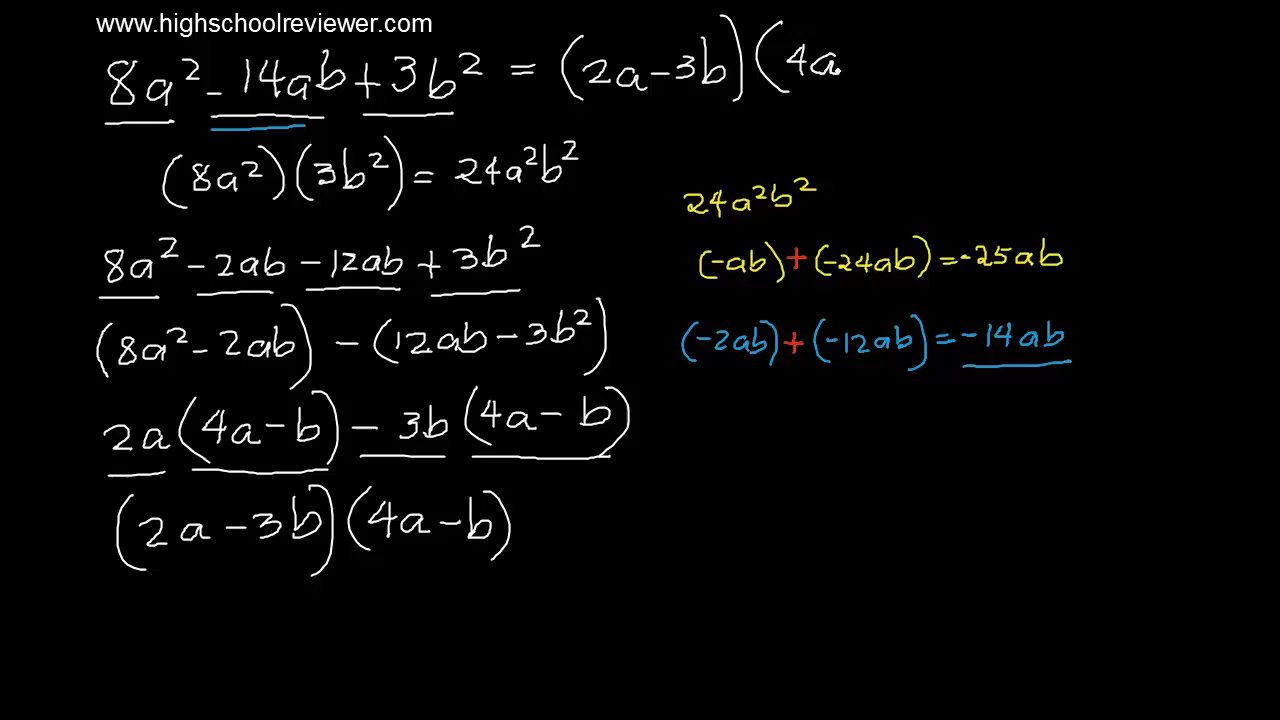 www.highschoolreviewer.com
8a² - 14ab + 3b² = (2a - 3b)(4a
(8a²)(3b²) = 24a²b²
8a² - 2ab - 12ab + 3b²
(8a² - 2ab) - (12ab - 3b²)
2a(4a - b) - 3b(4a - b)
(2a - 3b)(4a - b)
24a²b²
(-ab) + (-24ab) = -25ab
(-2ab) + (-12ab) = -14ab